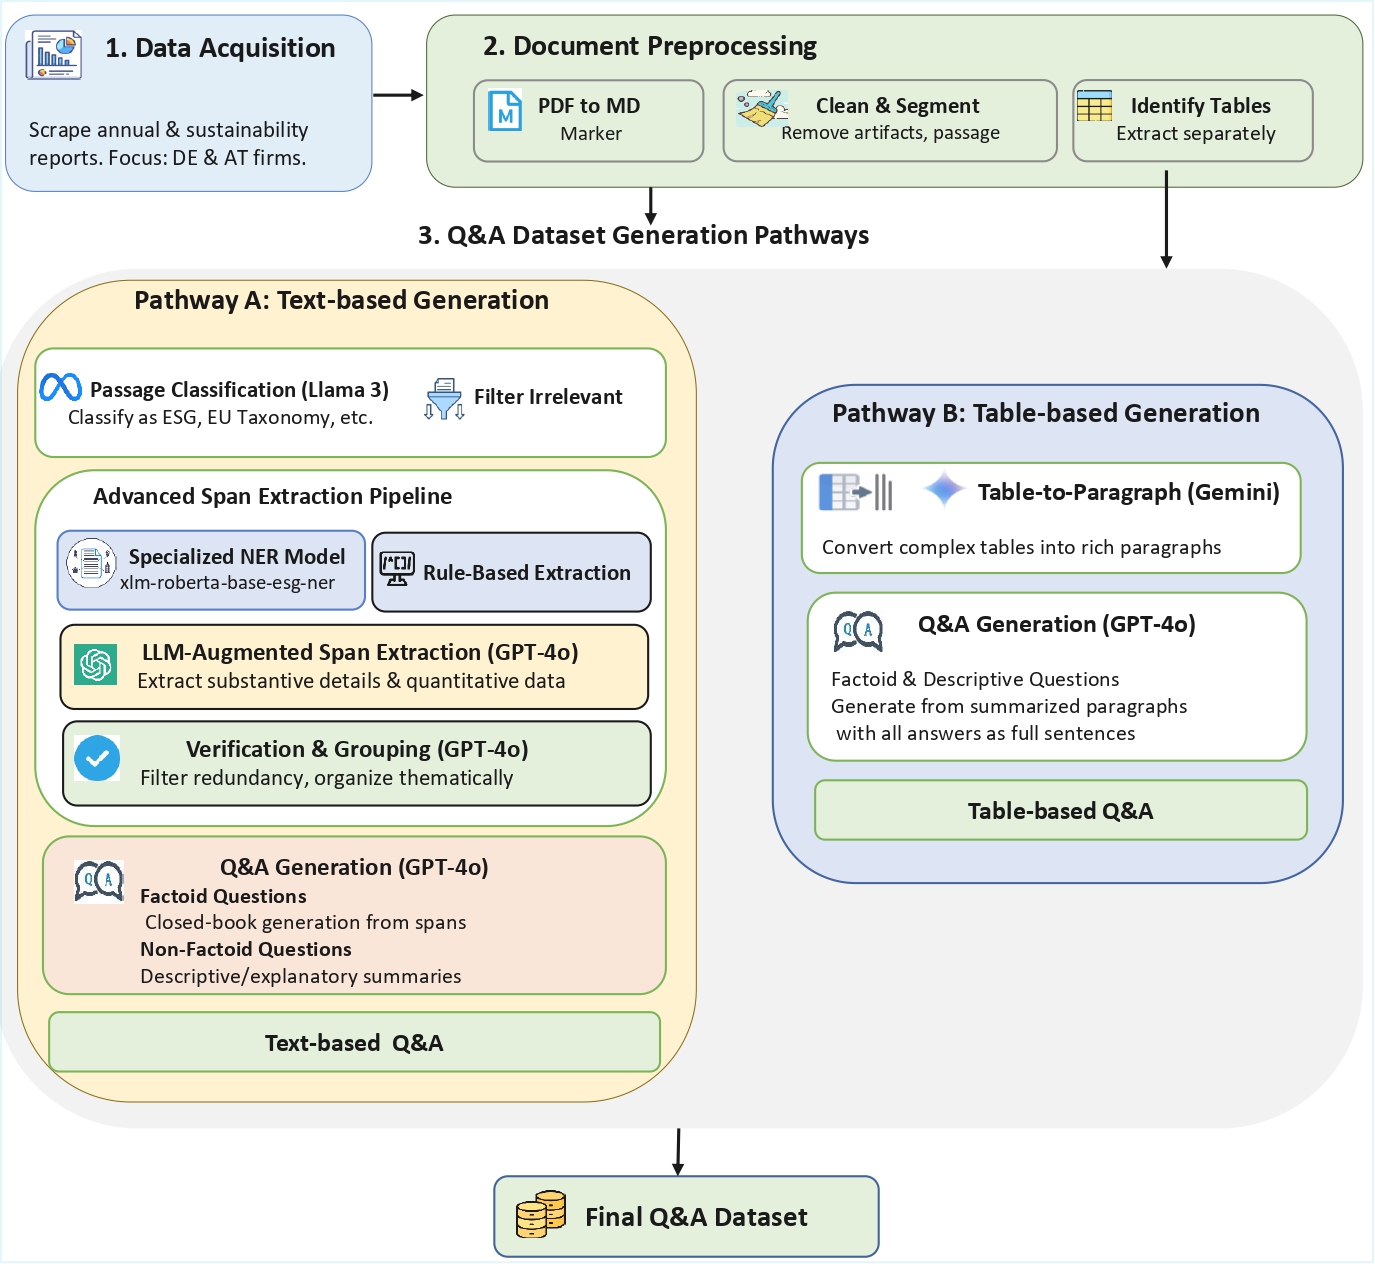 1. Data Acquisition
Scrape annual & sustainability
reports. Focus: DE & AT firms.
2. Document Preprocessing
PDF to MD
Marker
Clean & Segment
Remove artifacts, passage
Identify Tables
Extract separately
3. Q&A Dataset Generation Pathways
Pathway A: Text-based Generation
Passage Classification (Llama 3)
Classify as ESG, EU Taxonomy, etc.
Filter Irrelevant
Advanced Span Extraction Pipeline
Specialized NER Model
xlm-roberta-base-esg-ner
Rule-Based Extraction
LLM-Augmented Span Extraction (GPT-4o)
Extract substantive details & quantitative data
Verification & Grouping (GPT-4o)
Filter redundancy, organize thematically
Q A
Q&A Generation (GPT-4o)
Factoid Questions
Closed-book generation from spans
Non-Factoid Questions
Descriptive/explanatory summaries
Text-based Q&A
Pathway B: Table-based Generation
Table-to-Paragraph (Gemini)
Convert complex tables into rich paragraphs
Q A
Q&A Generation (GPT-4o)
Factoid & Descriptive Questions
Generate from summarized paragraphs
with all answers as full sentences
Table-based Q&A
Final Q&A Dataset